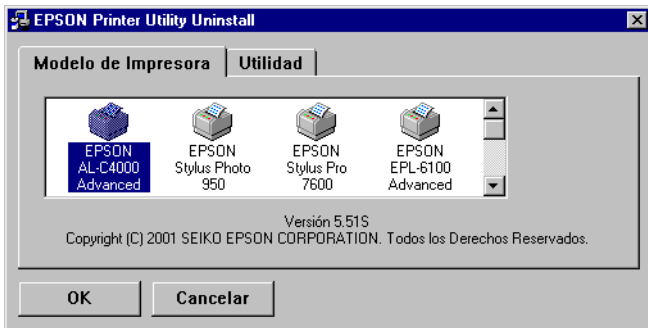 EPSON Printer Utility Uninstall
Modelo de Impresora Utilidad
EPSON EPSON EPSON EPSON
AL-C4000 Stylus Photo Stylus Pro EPL-6100
Advanced 950 7600 Advanced
Versión 5.51S
Copyright (C) 2001 SEIKO EPSON CORPORATION. Todos los Derechos Reservados.
OK Cancelar